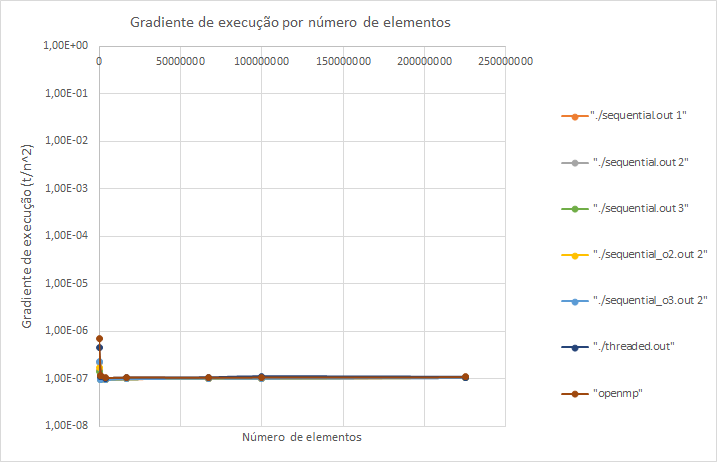 Gradiente de execução por número de elementos
1,00E+00
0 50000000 100000000 150000000 200000000 250000000
1,00E-01
1,00E-02
1,00E-03
1,00E-04
1,00E-05
1,00E-06
1,00E-07
1,00E-08
Gradiente de execução (t/n^2)
Número de elementos
"./sequential.out 1"
"./sequential.out 2"
"./sequential.out 3"
"./sequential_o2.out 2"
"./sequential_o3.out 2"
"./threaded.out"
"openmp"